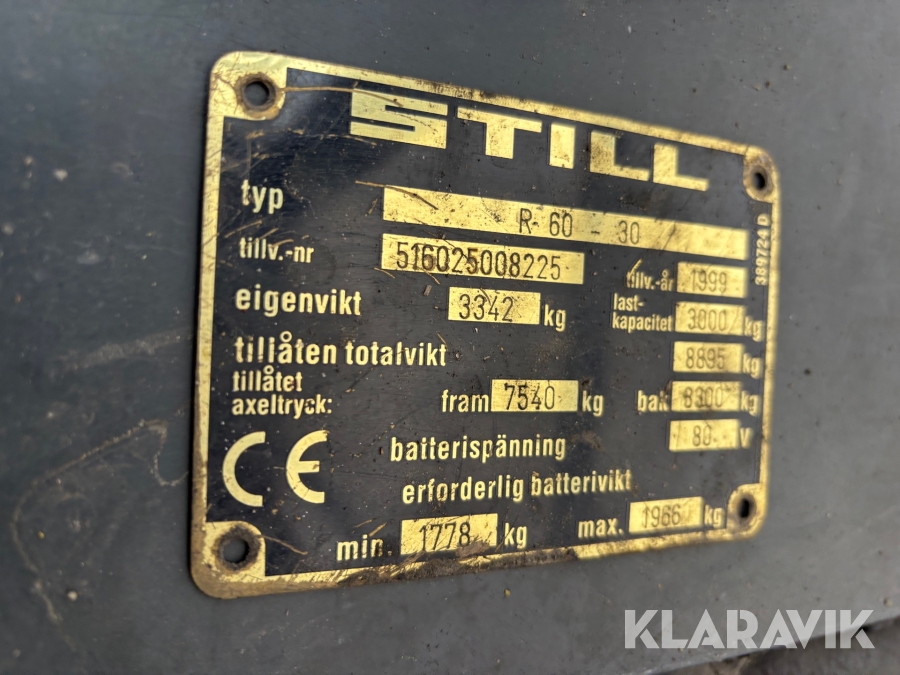 STILL
typ R-60-30
tillv.-nr 516025008225 tillv.-år 1999
eigenvikt 3342 kg last-kapacitet 3000 kg
tillåten totalvikt 8895 kg
tillåtet axeltryck: fram 7540 kg bak 8300 kg
batterispänning 80 V
erforderlig batterivikt
min. 1778 kg max. 1966 kg
CE
389724 D
KLARAVIK